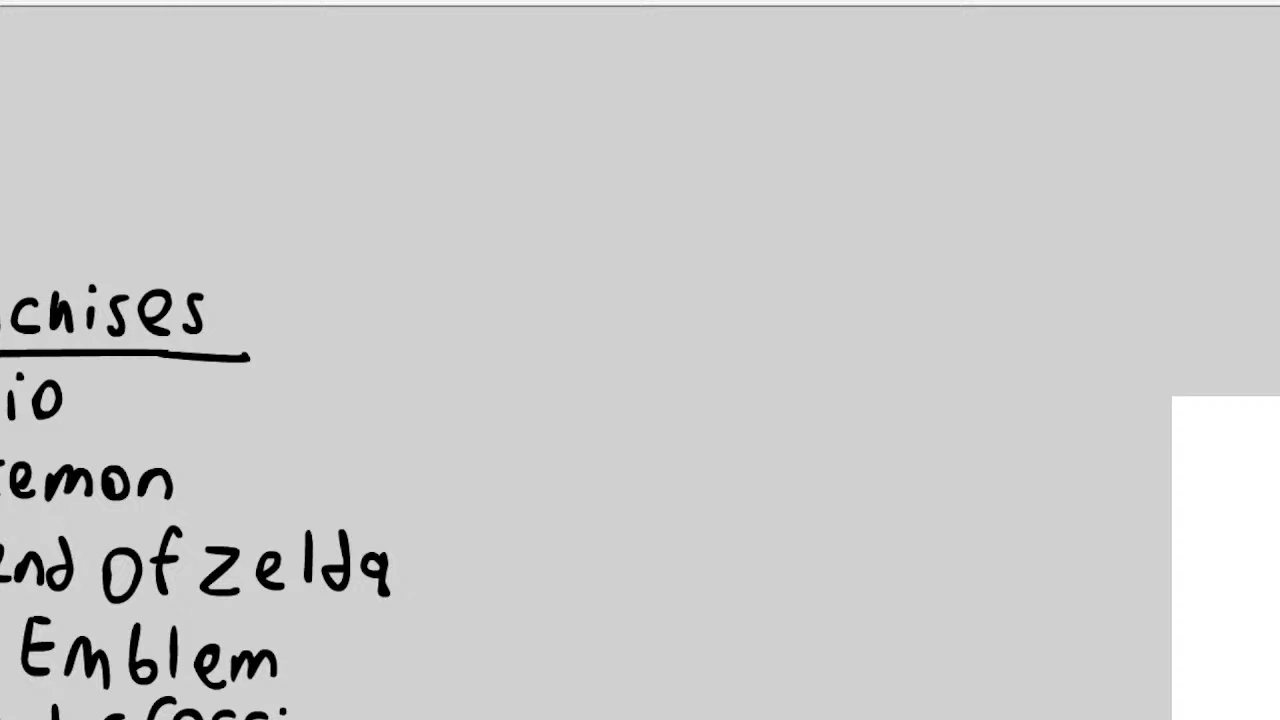 chises
io
emon
end of zelda
Emblem